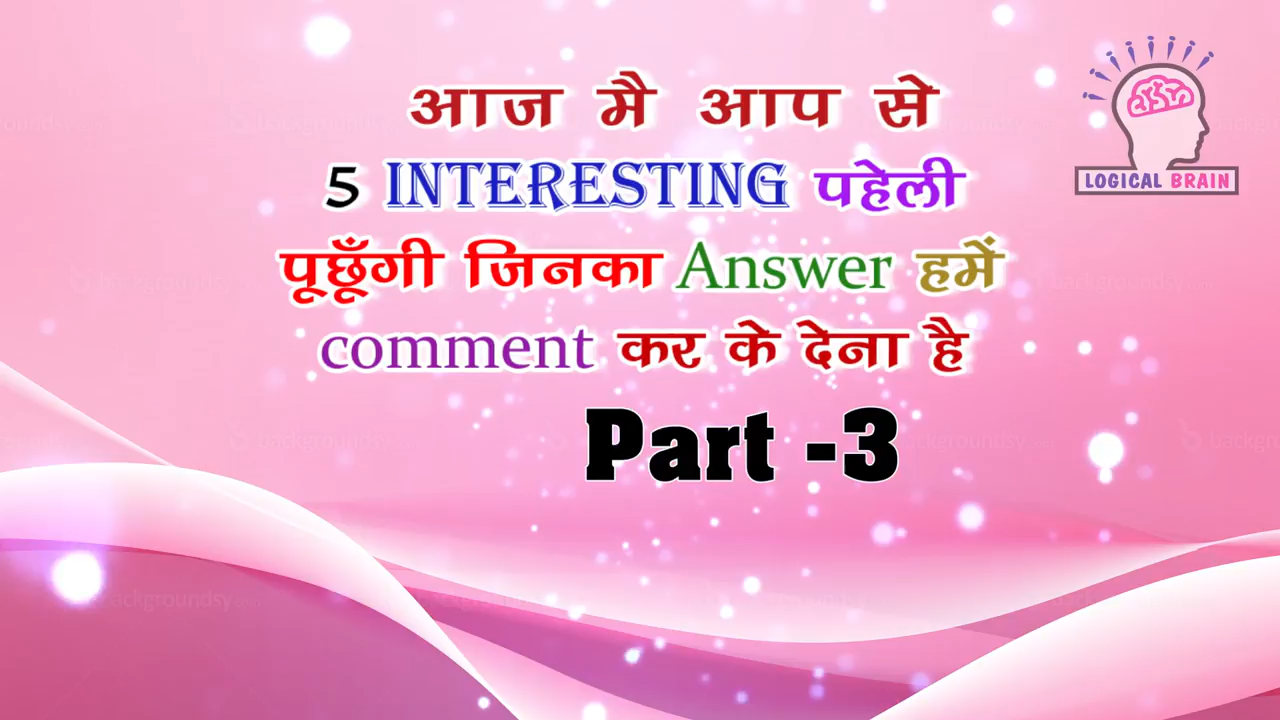 आज मै आप से
5 INTERESTING पहेली
पूछूँगी जिनका Answer हमें
comment कर के देना है
Part -3
LOGICAL BRAIN